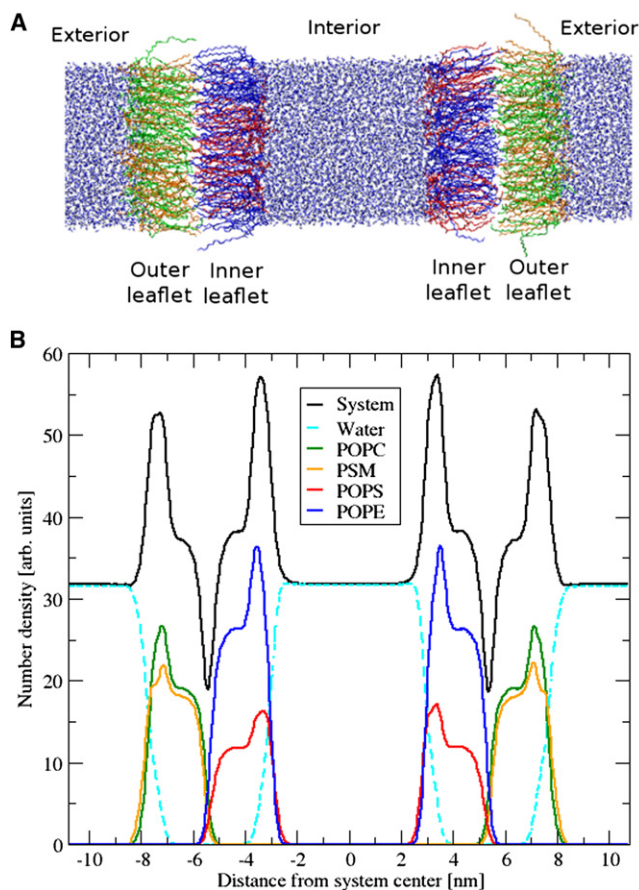 A
Exterior Interior Exterior
Outer leaflet
Inner leaflet
Inner leaflet
Outer leaflet
B
60
50
40
30
20
10
0
Number density [arb. units]
System
Water
POPC
PSM
POPS
POPE
-10 -8 -6 -4 -2 0 2 4 6 8 10
Distance from system center [nm]